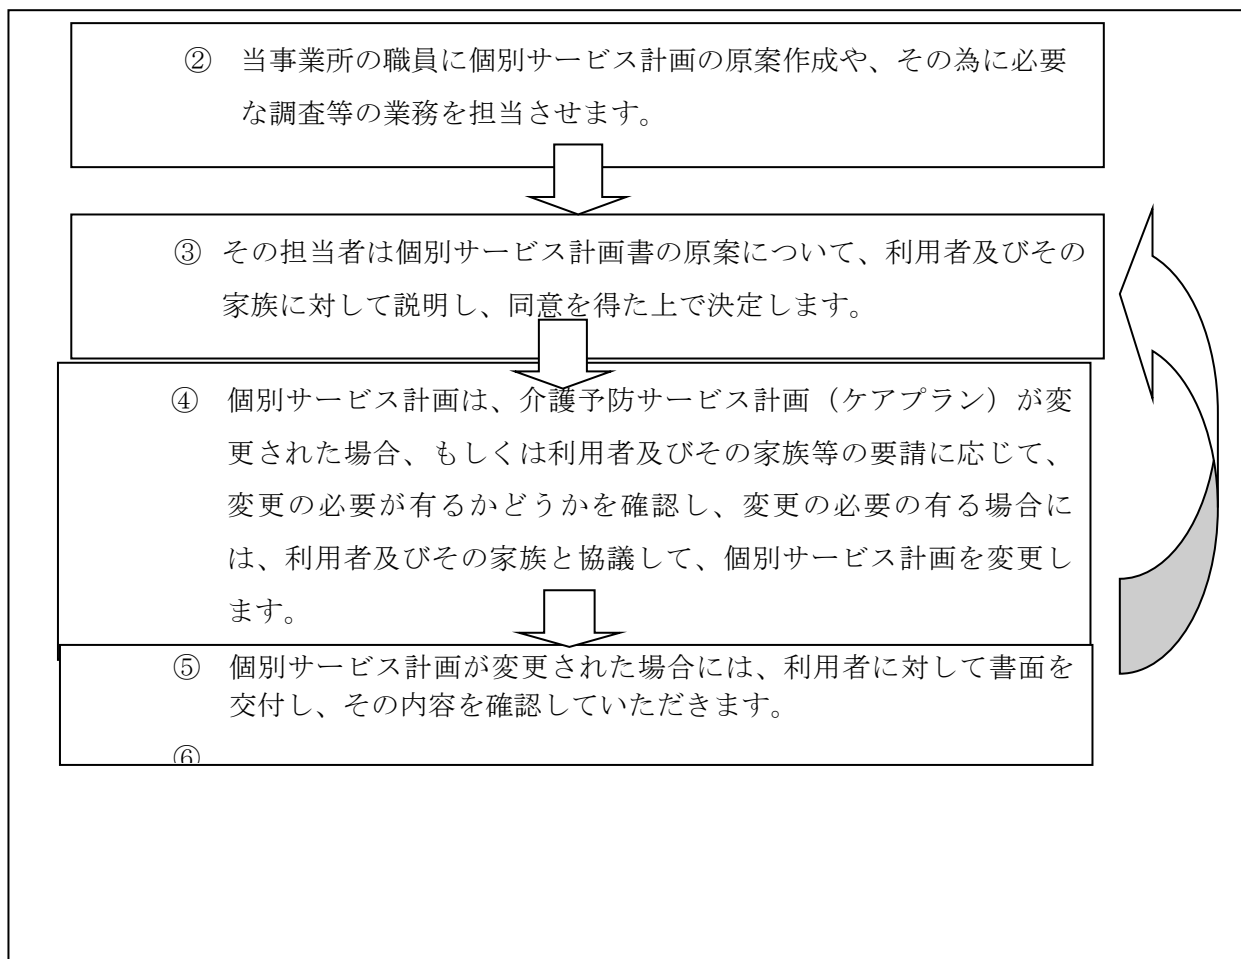 ② 当事業所の職員に個別サービス計画の原案作成や、その為に必要
な調査等の業務を担当させます。
③ その担当者は個別サービス計画書の原案について、利用者及びその
家族に対して説明し、同意を得た上で決定します。
④ 個別サービス計画は、介護予防サービス計画（ケアプラン）が変
更された場合、もしくは利用者及びその家族等の要請に応じて、
変更の必要が有るかどうかを確認し、変更の必要の有る場合に
は、利用者及びその家族と協議して、個別サービス計画を変更し
ます。
⑤ 個別サービス計画が変更された場合には、利用者に対して書面を
交付し、その内容を確認していただきます。
⑥